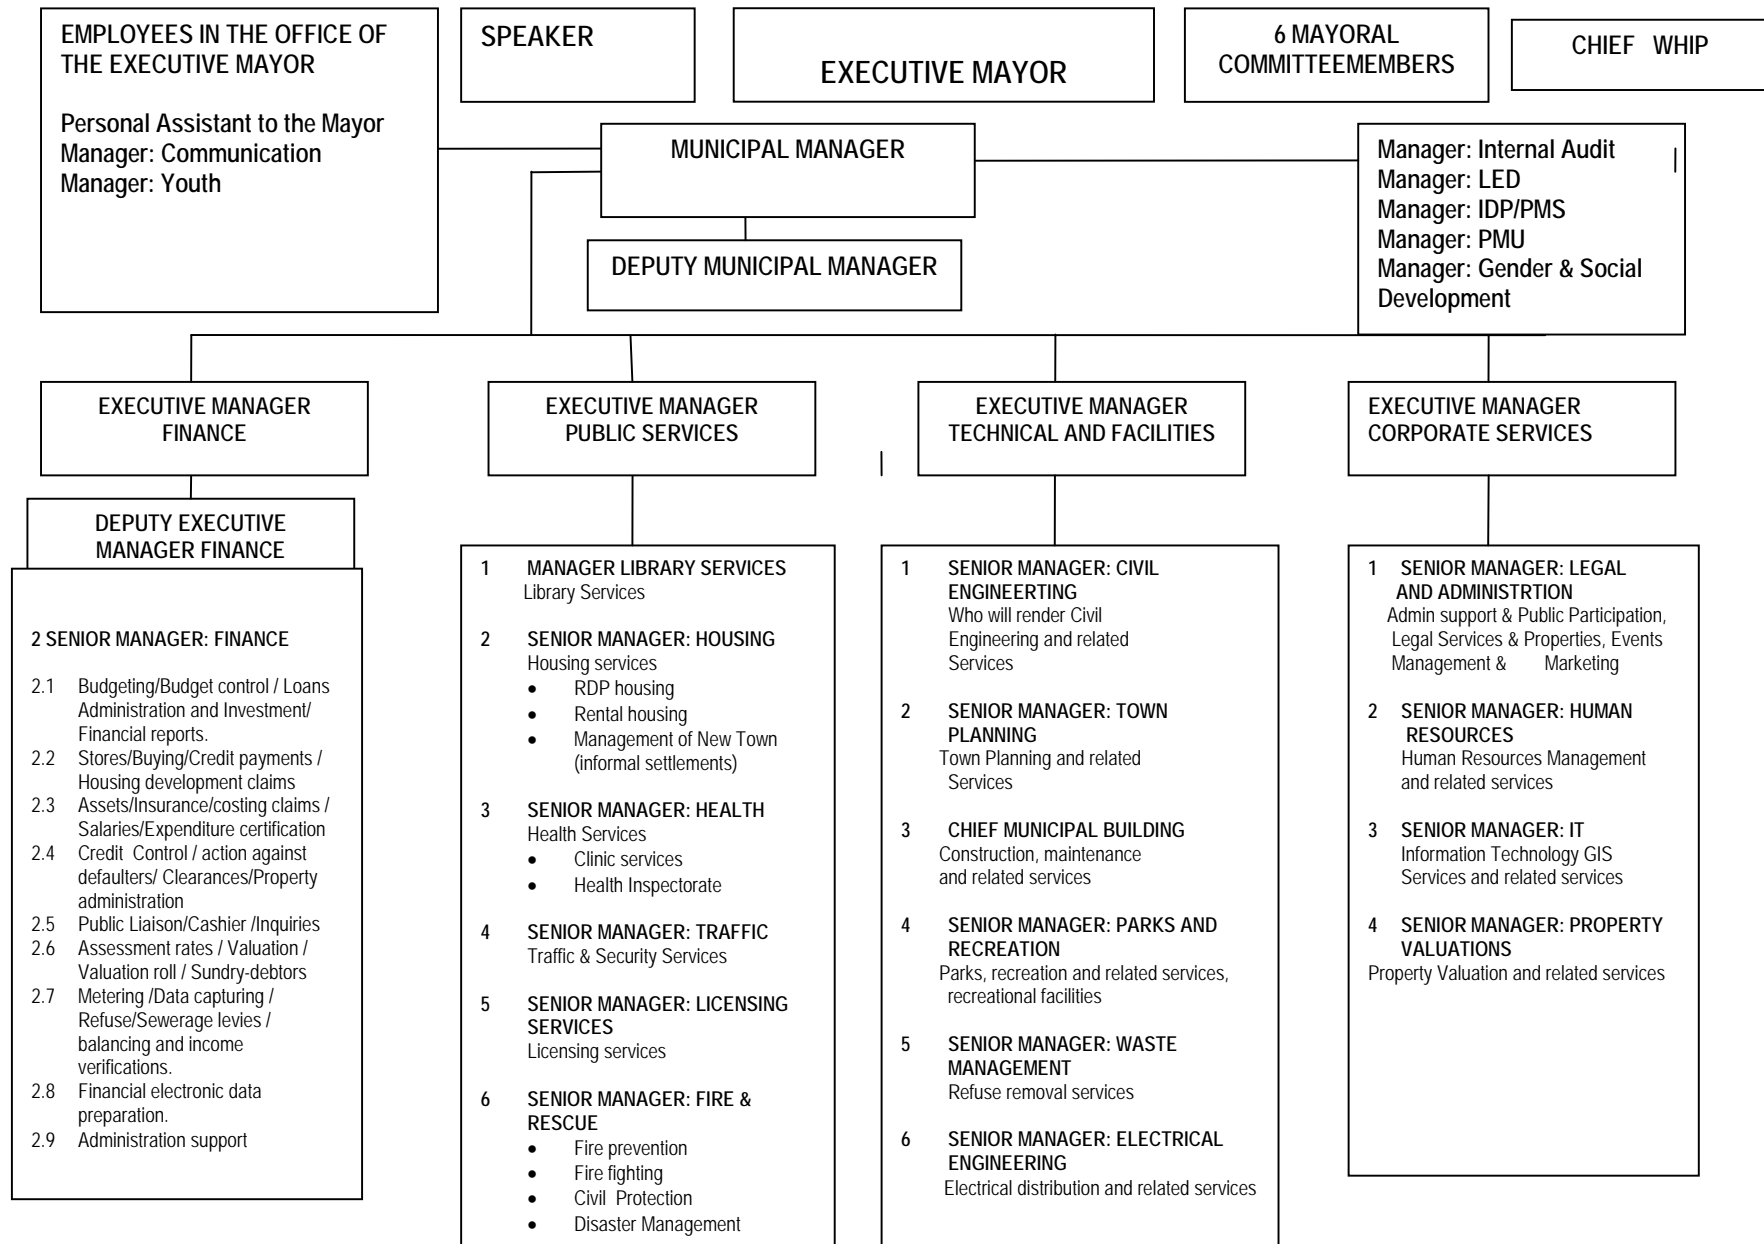 EMPLOYEES IN THE OFFICE OF
THE EXECUTIVE MAYOR
Personal Assistant to the Mayor
Manager: Communication
Manager: Youth
SPEAKER
EXECUTIVE MAYOR
6 MAYORAL
COMMITTEEMEMBERS
CHIEF WHIP
MUNICIPAL MANAGER
DEPUTY MUNICIPAL MANAGER
Manager: Internal Audit
Manager: LED
Manager: IDP/PMS
Manager: PMU
Manager: Gender & Social
Development
EXECUTIVE MANAGER
FINANCE
DEPUTY EXECUTIVE
MANAGER FINANCE
2 SENIOR MANAGER: FINANCE
2.1 Budgeting/Budget control / Loans
Administration and Investment/
Financial reports.
2.2 Stores/Buying/Credit payments /
Housing development claims
2.3 Assets/Insurance/costing claims /
Salaries/Expenditure certification
2.4 Credit Control / action against
defaulters/ Clearances/Property
administration
2.5 Public Liaison/Cashier /Inquiries
2.6 Assessment rates / Valuation /
Valuation roll / Sundry-debtors
2.7 Metering /Data capturing /
Refuse/Sewerage levies /
balancing and income
verifications.
2.8 Financial electronic data
preparation.
2.9 Administration support
EXECUTIVE MANAGER
PUBLIC SERVICES
1 MANAGER LIBRARY SERVICES
Library Services
2 SENIOR MANAGER: HOUSING
Housing services
• RDP housing
• Rental housing
• Management of New Town
(informal settlements)
3 SENIOR MANAGER: HEALTH
Health Services
• Clinic services
• Health Inspectorate
4 SENIOR MANAGER: TRAFFIC
Traffic & Security Services
5 SENIOR MANAGER: LICENSING
SERVICES
Licensing services
6 SENIOR MANAGER: FIRE &
RESCUE
• Fire prevention
• Fire fighting
• Civil Protection
• Disaster Management
EXECUTIVE MANAGER
TECHNICAL AND FACILITIES
1 SENIOR MANAGER: CIVIL
ENGINEERTING
Who will render Civil
Engineering and related
Services
2 SENIOR MANAGER: TOWN
PLANNING
Town Planning and related
Services
3 CHIEF MUNICIPAL BUILDING
Construction, maintenance
and related services
4 SENIOR MANAGER: PARKS AND
RECREATION
Parks, recreation and related services,
recreational facilities
5 SENIOR MANAGER: WASTE
MANAGEMENT
Refuse removal services
6 SENIOR MANAGER: ELECTRICAL
ENGINEERING
Electrical distribution and related services
EXECUTIVE MANAGER
CORPORATE SERVICES
1 SENIOR MANAGER: LEGAL
AND ADMINISTRTION
Admin support & Public Participation,
Legal Services & Properties, Events
Management & Marketing
2 SENIOR MANAGER: HUMAN
RESOURCES
Human Resources Management
and related services
3 SENIOR MANAGER: IT
Information Technology GIS
Services and related services
4 SENIOR MANAGER: PROPERTY
VALUATIONS
Property Valuation and related services